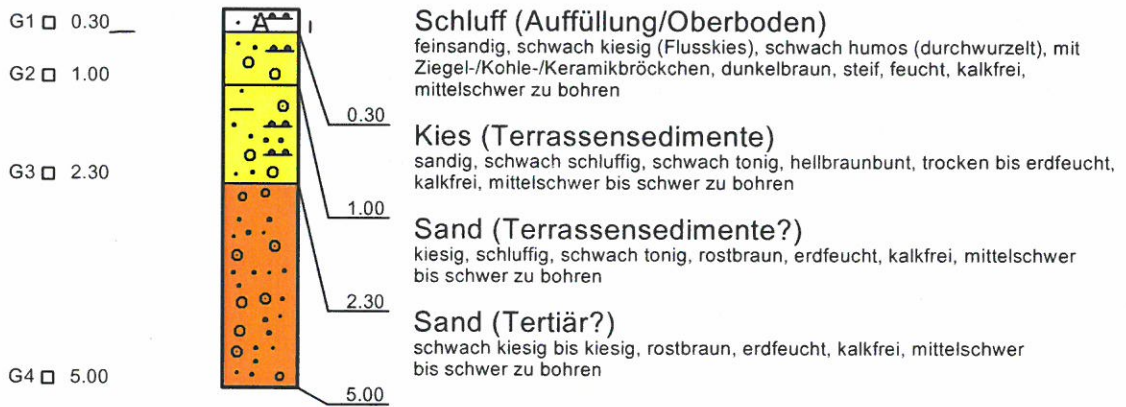 G1 0.30
A
Schluff (Auffüllung/Oberboden)
feinsandig, schwach kiesig (Flusskies), schwach humos (durchwurzelt), mit
Ziegel-/Kohle-/Keramikbröckchen, dunkelbraun, steif, feucht, kalkfrei,
mittelschwer zu bohren
G2 1.00
0.30
Kies (Terrassensedimente)
sandig, schwach schluffig, schwach tonig, hellbraunbunt, trocken bis erdfeucht,
kalkfrei, mittelschwer bis schwer zu bohren
G3 2.30
1.00
Sand (Terrassensedimente?)
kiesig, schluffig, schwach tonig, rostbraun, erdfeucht, kalkfrei, mittelschwer
bis schwer zu bohren
2.30
Sand (Tertiär?)
schwach kiesig bis kiesig, rostbraun, erdfeucht, kalkfrei, mittelschwer
bis schwer zu bohren
G4 5.00
5.00